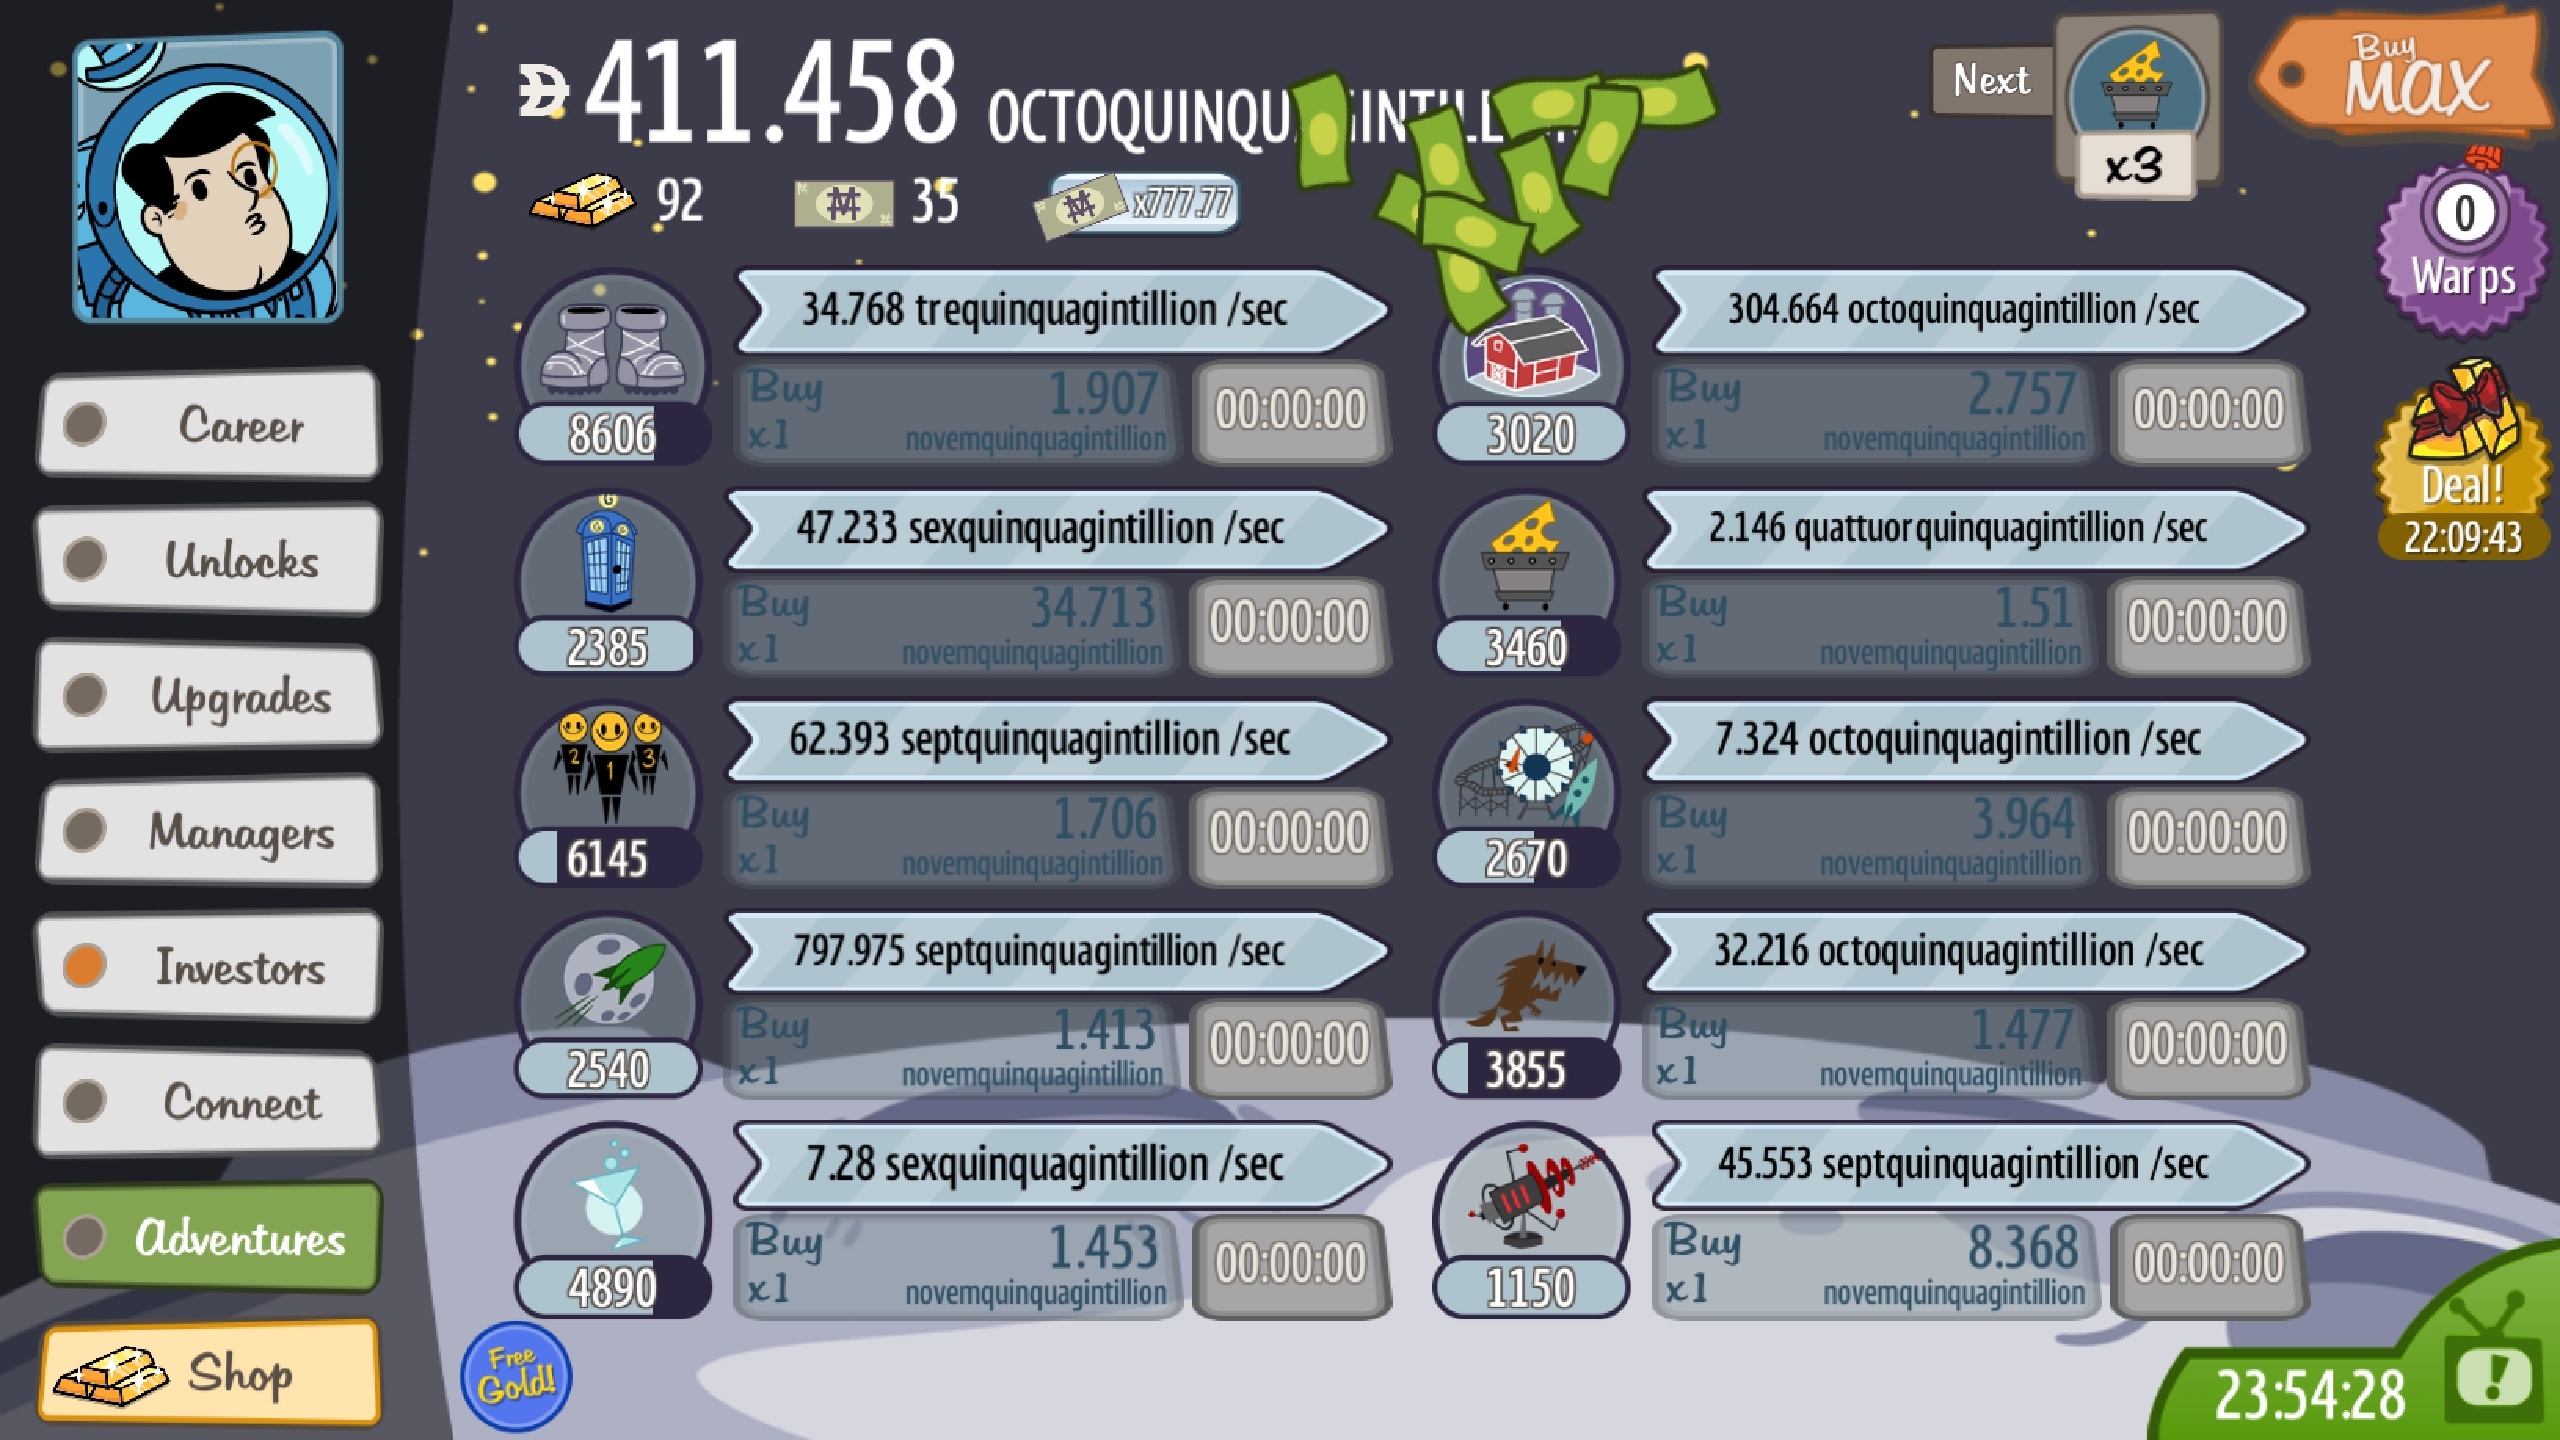 411.458
Next
x3
Buy
MAX
92
35
x777.77
0
Warps
Deal!
22:09:43
Career
Unlocks
Upgrades
Managers
Investors
Connect
Adventures
Shop
34.768 trequinquagintillion /sec
Buy
x1
1.907
novemquinquagintillion
00:00:00
8606
304.664 octoquinquagintillion /sec
Buy
x1
2.757
novemquinquagintillion
00:00:00
3020
47.233 sexquinquagintillion /sec
Buy
x1
34.713
novemquinquagintillion
00:00:00
2385
2.146 quattuorquinquagintillion /sec
Buy
x1
1.51
novemquinquagintillion
00:00:00
3460
62.393 septquinquagintillion /sec
Buy
x1
1.706
novemquinquagintillion
00:00:00
2 1 3
6145
7.324 octoquinquagintillion /sec
Buy
x1
3.964
novemquinquagintillion
00:00:00
2670
797.975 septquinquagintillion /sec
Buy
x1
1.413
novemquinquagintillion
00:00:00
2540
32.216 octoquinquagintillion /sec
Buy
x1
1.477
novemquinquagintillion
00:00:00
3855
7.28 sexquinquagintillion /sec
Buy
x1
1.453
novemquinquagintillion
00:00:00
4890
45.553 septquinquagintillion /sec
Buy
x1
8.368
novemquinquagintillion
00:00:00
1150
Free
Gold!
23:54:28
!